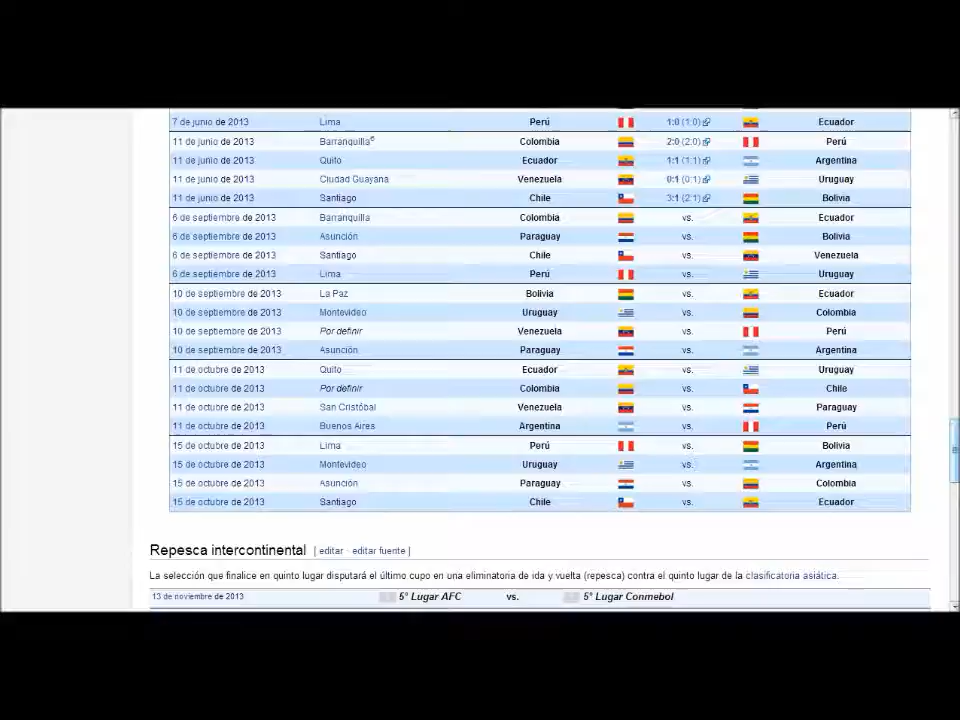 7 de junio de 2013 Lima Perú 1:0 (1:0) Ecuador
11 de junio de 2013 Barranquilla Colombia 2:0 (2:0) Perú
11 de junio de 2013 Quito Ecuador 1:1 (1:1) Argentina
11 de junio de 2013 Ciudad Guayana Venezuela 0:1 (0:1) Uruguay
11 de junio de 2013 Santiago Chile 3:1 (2:1) Bolivia
6 de septiembre de 2013 Barranquilla Colombia vs. Ecuador
6 de septiembre de 2013 Asunción Paraguay vs. Bolivia
6 de septiembre de 2013 Santiago Chile vs. Venezuela
6 de septiembre de 2013 Lima Perú vs. Uruguay
10 de septiembre de 2013 La Paz Bolivia vs. Ecuador
10 de septiembre de 2013 Montevideo Uruguay vs. Colombia
10 de septiembre de 2013 Por definir Venezuela vs. Perú
10 de septiembre de 2013 Asunción Paraguay vs. Argentina
11 de octubre de 2013 Quito Ecuador vs. Uruguay
11 de octubre de 2013 Por definir Colombia vs. Chile
11 de octubre de 2013 San Cristóbal Venezuela vs. Paraguay
11 de octubre de 2013 Buenos Aires Argentina vs. Perú
15 de octubre de 2013 Lima Perú vs. Bolivia
15 de octubre de 2013 Montevideo Uruguay vs. Argentina
15 de octubre de 2013 Asunción Paraguay vs. Colombia
15 de octubre de 2013 Santiago Chile vs. Ecuador
Repesca intercontinental [ editar · editar fuente ]
La selección que finalice en quinto lugar disputará el último cupo en una eliminatoria de ida y vuelta (repesca) contra el quinto lugar de la clasificatoria asiática.
13 de noviembre de 2013 5° Lugar AFC vs. 5° Lugar Conmebol